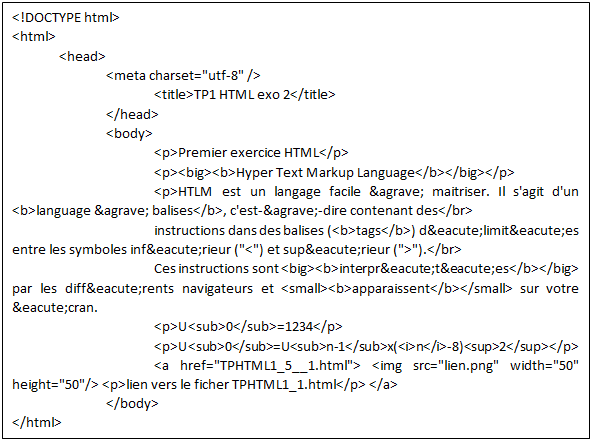 <!DOCTYPE html>
<html>
<head>
<meta charset="utf-8" />
<title>TP1 HTML exo 2</title>
</head>
<body>
<p>Premier exercice HTML</p>
<p><big><b>Hyper Text Markup Language</b></big></p>
<p>HTLM est un langage facile &agrave; maitriser. Il s'agit d'un
<b>language &agrave; balises</b>, c'est-&agrave;-dire contenant des</br>
instructions dans des balises (<b>tags</b>) d&eacute;limit&eacute;es
entre les symboles inf&eacute;rieur ("<") et sup&eacute;rieur (">").</br>
Ces instructions sont<big><b>interpr&eacute;t&eacute;es</b></big>
par les diff&eacute;rents navigateurs et <small><b>apparaissent</b></small> sur votre
&eacute;cran.
<p>U<sub>0</sub>=1234</p>
<p>U<sub>0</sub>=U<sub>n-1</sub>x(<i>n</i>-8)<sup>2</sup></p>
<a href="TPHTML1_5__1.html"> <img src="lien.png" width="50"
height="50"/> <p>lien vers le ficher TPHTML1_1.html</p> </a>
</body>
</html>